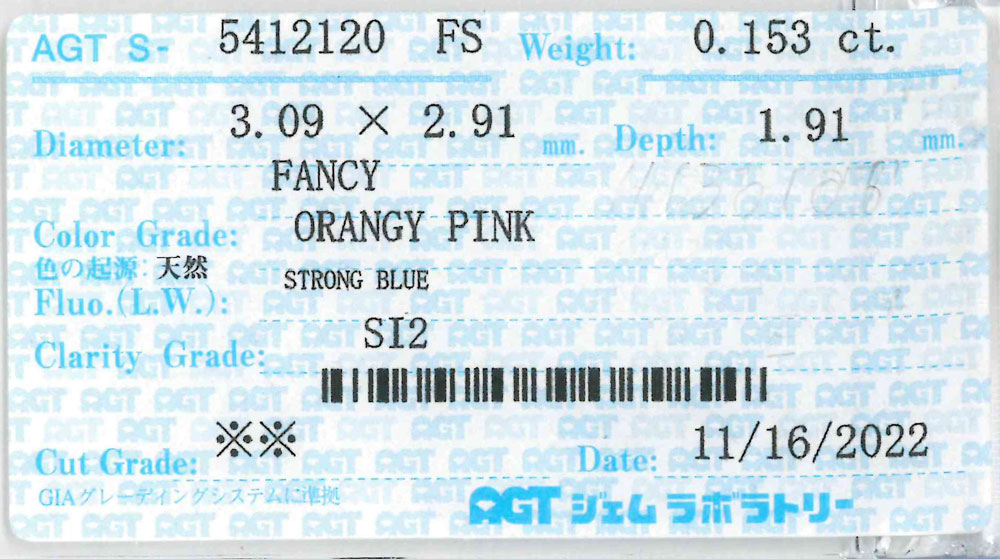 AGT S- 5412120 FS Weight: 0.153 ct.
Diameter: 3.09 × 2.91 mm. Depth: 1.91 mm.
FANCY
Color Grade: ORANGY PINK
色の起源: 天然
Fluo.(L.W.): STRONG BLUE
Clarity Grade: SI2
Cut Grade: ※※ Date: 11/16/2022
GIAグレーディングシステムに準拠
AGT ジェム ラボラトリー